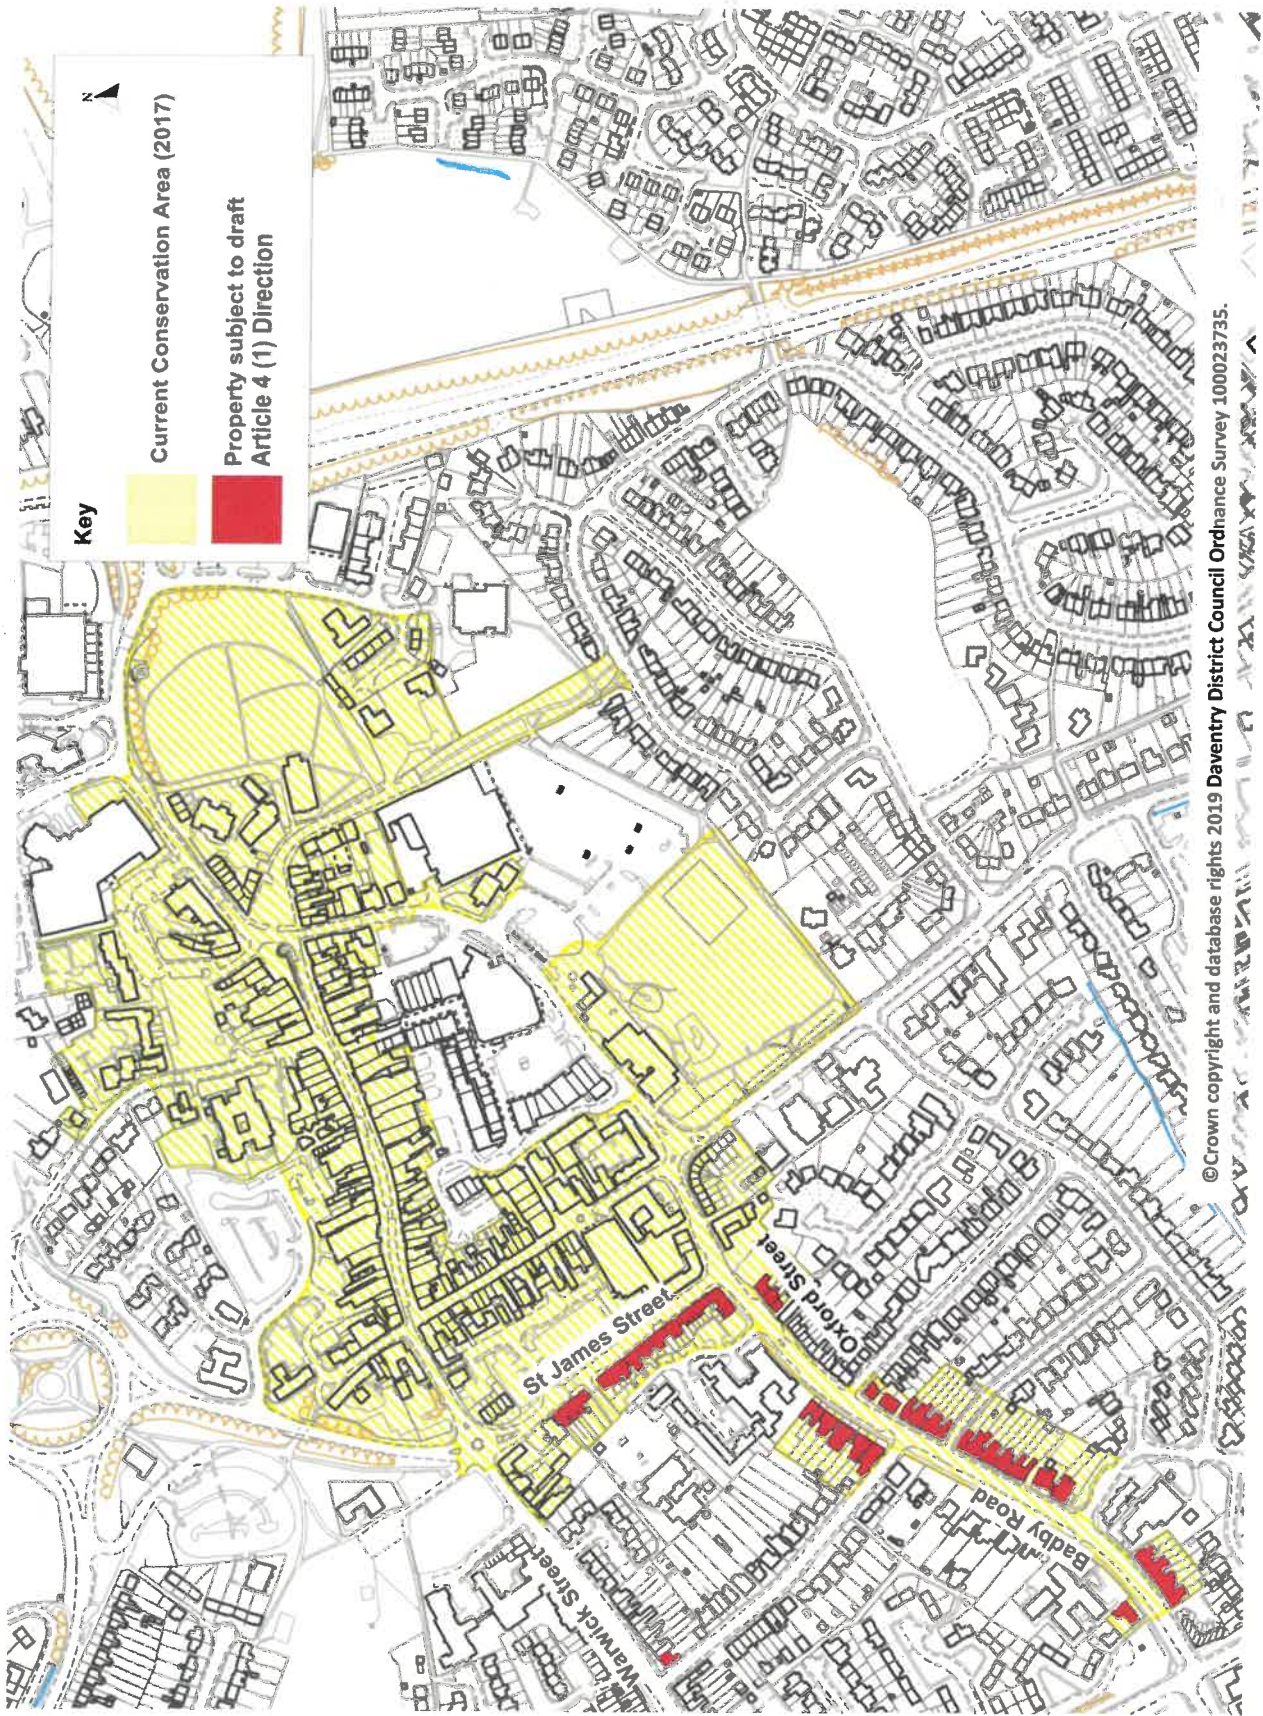 N
Key
Current Conservation Area (2017)
Property subject to draft
Article 4 (1) Direction
St James Street
Oxford Street
Warwick Street
Badby Road
©Crown copyright and database rights 2019 Daventry District Council Ordnance Survey 100023735.